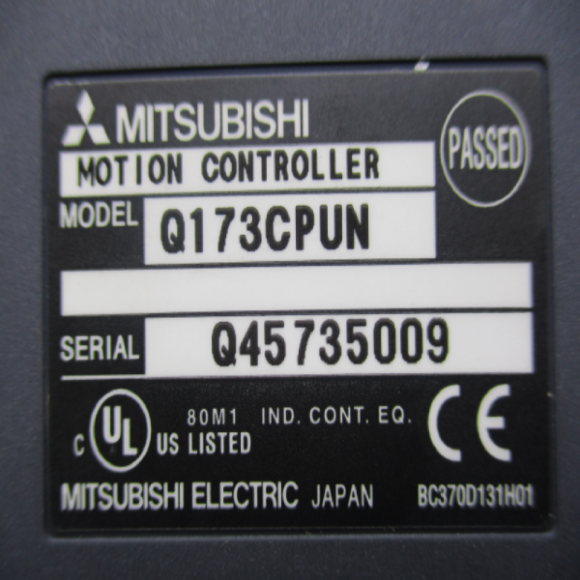 MITSUBISHI
PASSED
MOTION CONTROLLER
MODEL Q173CPUN
SERIAL Q45735009
C UL US LISTED 80M1 IND. CONT. EQ. CE
MITSUBISHI ELECTRIC JAPAN BC370D131H01